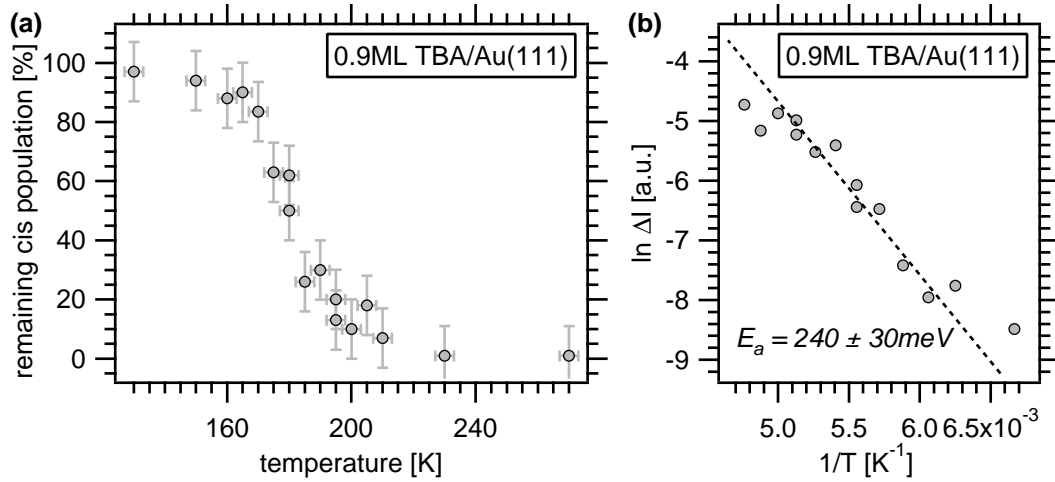 (a)
0.9ML TBA/Au(111)
remaining cis population [%]
100
80
60
40
20
0
160
200
240
temperature [K]
(b)
0.9ML TBA/Au(111)
ln ΔI [a.u.]
-4
-5
-6
-7
-8
-9
Ea = 240 ± 30meV
5.0
5.5
6.0
6.5x10-3
1/T [K-1]